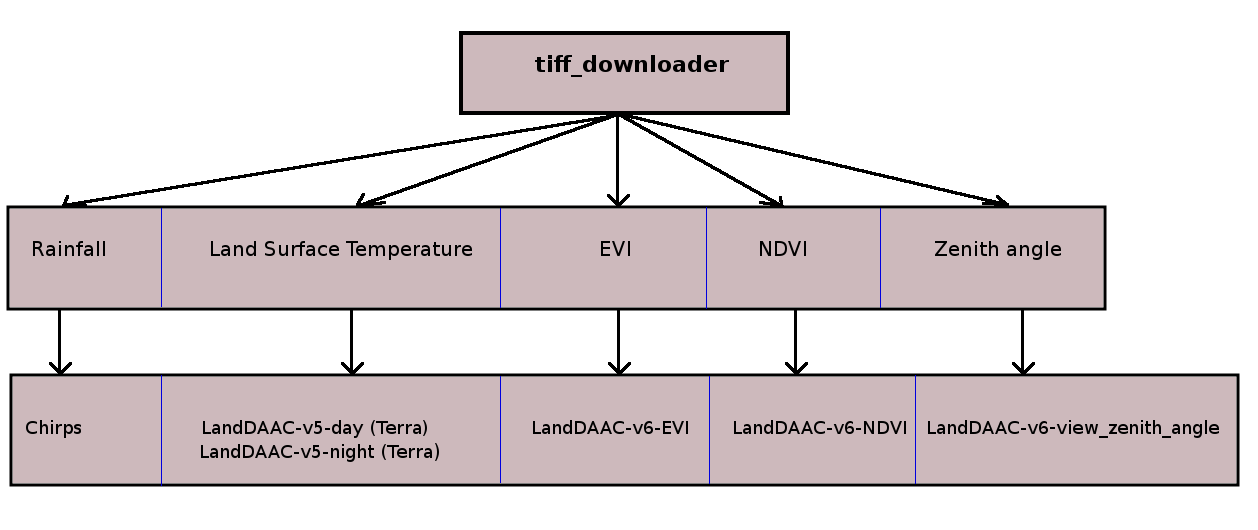 tiff_downloader
Rainfall
Land Surface Temperature
EVI
NDVI
Zenith angle
Chirps
LandDAAC-v5-day (Terra)
LandDAAC-v5-night (Terra)
LandDAAC-v6-EVI
LandDAAC-v6-NDVI
LandDAAC-v6-view_zenith_angle